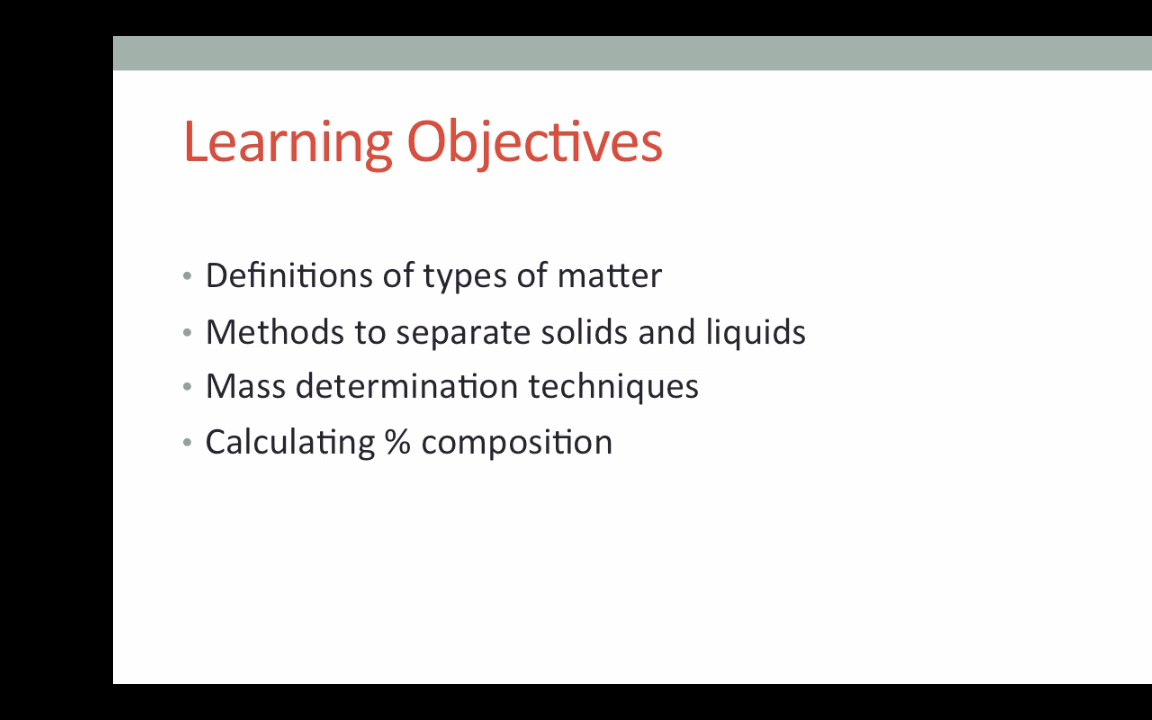 Learning Objectives
• Definitions of types of matter
• Methods to separate solids and liquids
• Mass determination techniques
• Calculating % composition